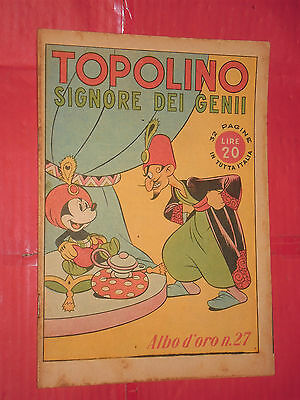 TOPOLINO
SIGNORE DEI GENII
32 PAGINE
LIRE
20
IN TUTTA ITALIA
Albo d'oro n.27